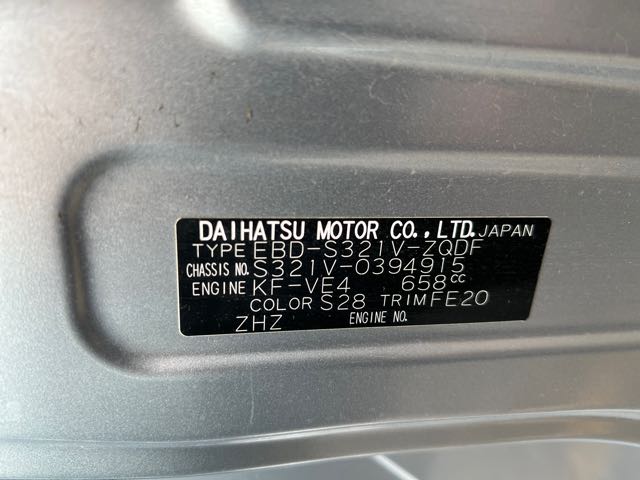 DAIHATSU MOTOR CO., LTD. JAPAN
TYPE EBD-S321V-ZQDF
CHASSIS NO. S321V-0394915
ENGINE KF-VE4 658cc
COLOR S28 TRIM FE20
ZHZ ENGINE NO.